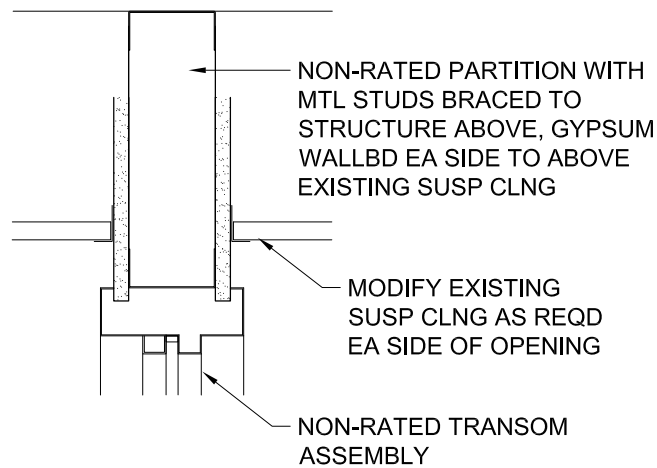 NON-RATED PARTITION WITH
MTL STUDS BRACED TO
STRUCTURE ABOVE, GYPSUM
WALLBD EA SIDE TO ABOVE
EXISTING SUSP CLNG
MODIFY EXISTING
SUSP CLNG AS REQD
EA SIDE OF OPENING
NON-RATED TRANSOM
ASSEMBLY